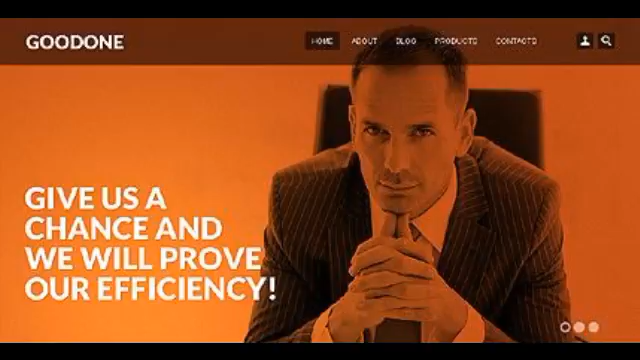 GOODONE
HOME ABOUT BLOG PRODUCTS CONTACTS
GIVE US A
CHANCE AND
WE WILL PROVE
OUR EFFICIENCY!